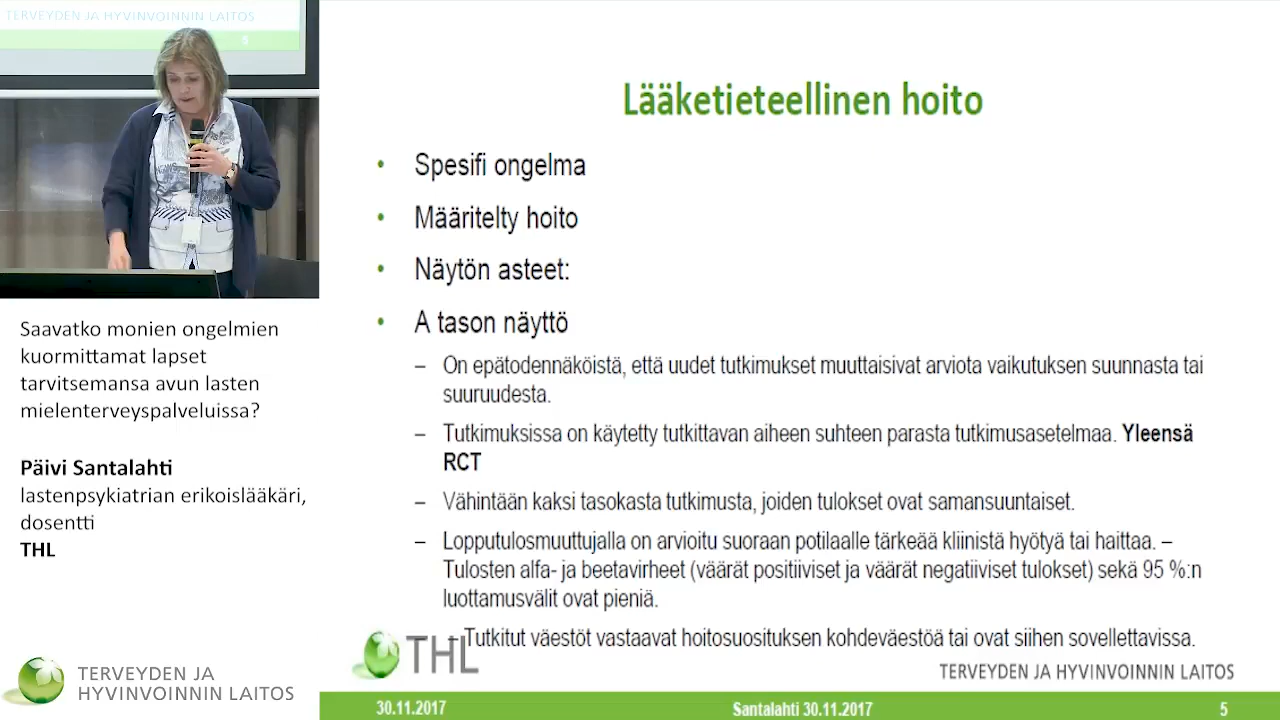 TERVEYDEN JA HYVINVOINNIN LAITOS
5
Saavatko monien ongelmien
kuormittamat lapset
tarvitsemansa avun lasten
mielenterveyspalveluissa?
Päivi Santalahti
lastenpsykiatrian erikoislääkäri,
dosentti
THL
TERVEYDEN JA
HYVINVOINNIN LAITOS
Lääketieteellinen hoito
• Spesifi ongelma
• Määritelty hoito
• Näytön asteet:
• A tason näyttö
– On epätodennäköistä, että uudet tutkimukset muuttaisivat arviota vaikutuksen suunnasta tai
suuruudesta.
– Tutkimuksissa on käytetty tutkittavan aiheen suhteen parasta tutkimusasetelmaa. Yleensä
RCT
– Vähintään kaksi tasokasta tutkimusta, joiden tulokset ovat samansuuntaiset.
– Lopputulosmuuttujalla on arvioitu suoraan potilaalle tärkeää kliinistä hyötyä tai haittaa. –
Tulosten alfa- ja beetavirheet (väärät positiiviset ja väärät negatiiviset tulokset) sekä 95 %:n
luottamusvälit ovat pieniä.
– Tutkitut väestöt vastaavat hoitosuosituksen kohdeväestöä tai ovat siihen sovellettavissa.
THL
TERVEYDEN JA HYVINVOINNIN LAITOS
30.11.2017
Santalahti 30.11.2017
5